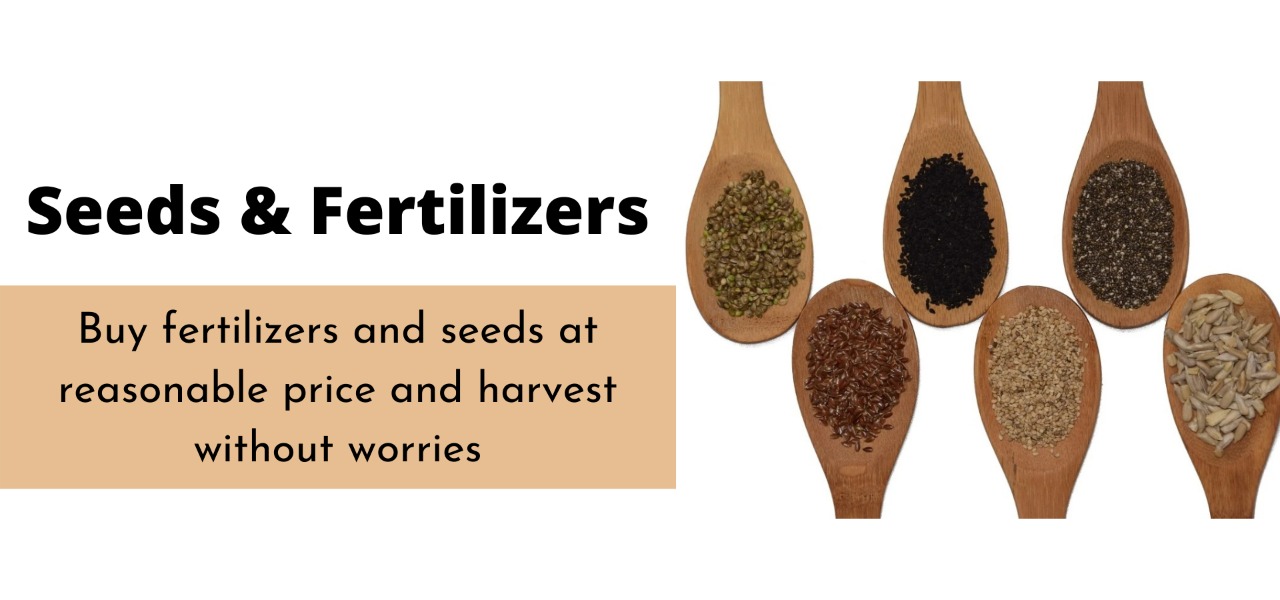 Seeds & Fertilizers
Buy fertilizers and seeds at
reasonable price and harvest
without worries